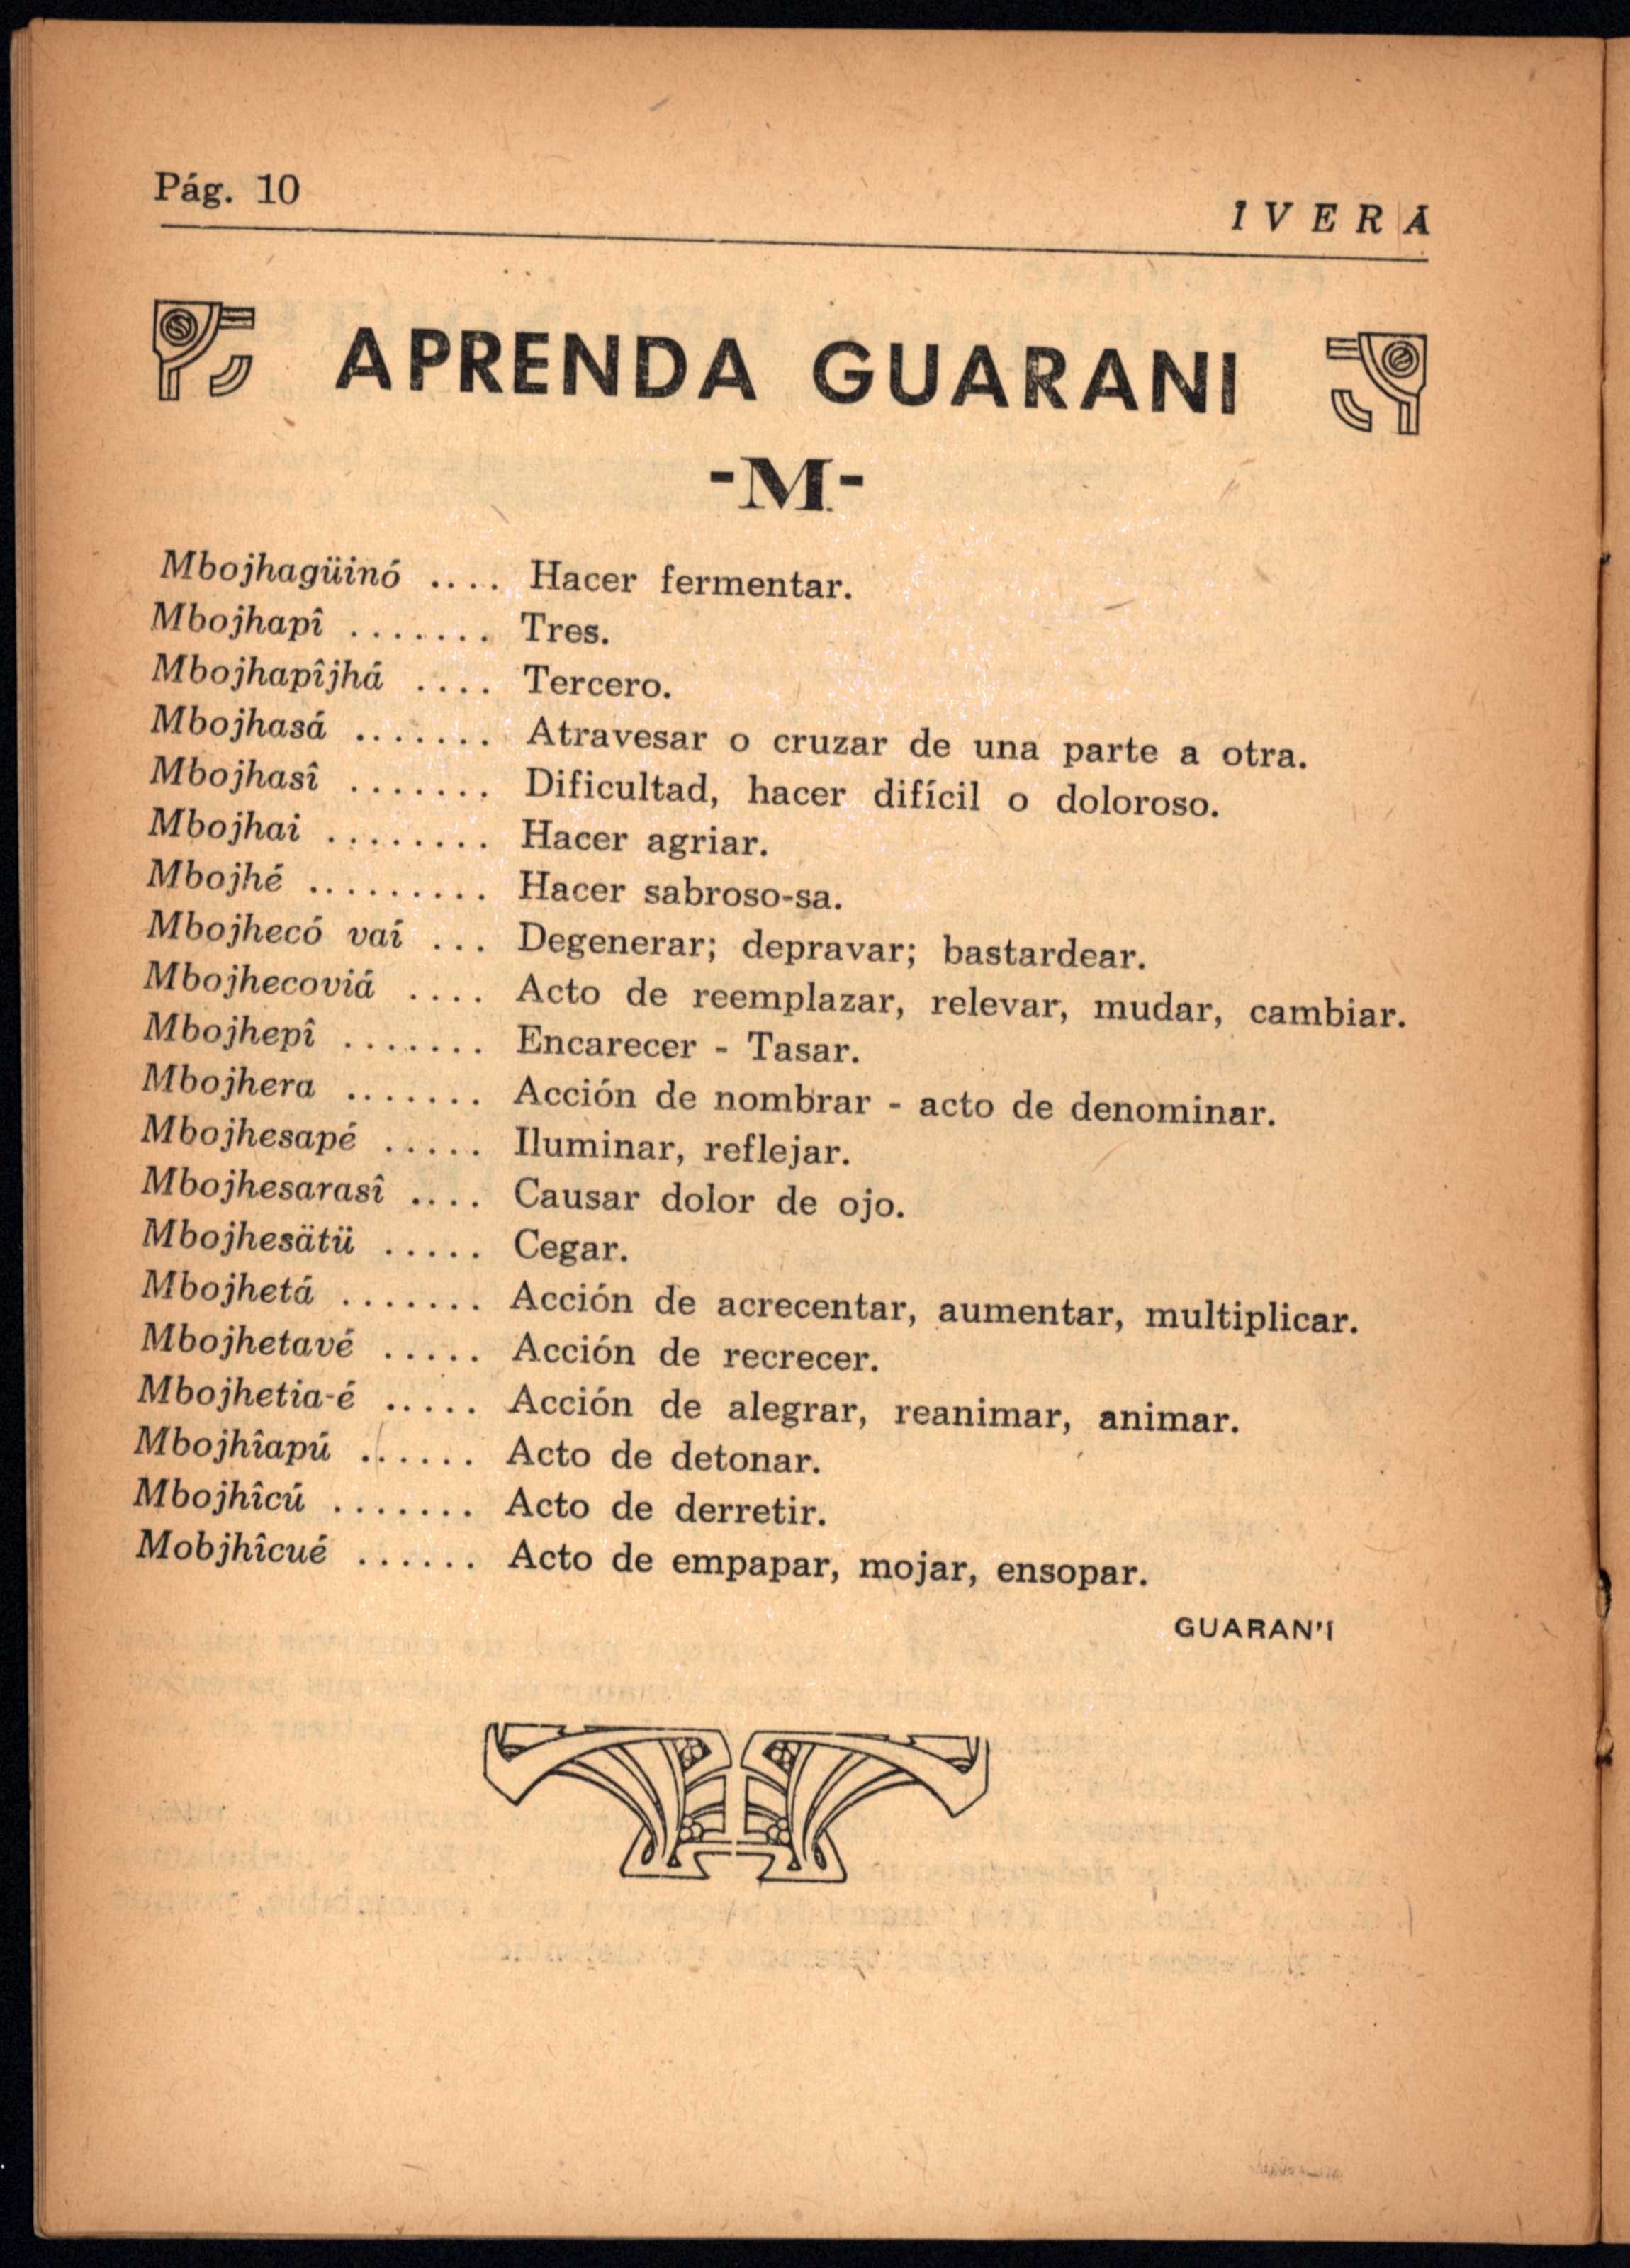 Pág. 10
IVERA
APRENDA GUARANI
-M-
Mbojhagüinó .... Hacer fermentar.
Mbojhapî ....... Tres.
Mbojhapîjhá .... Tercero.
Mbojhasá ....... Atravesar o cruzar de una parte a otra.
Mbojhasî ....... Dificultad, hacer difícil o doloroso.
Mbojhai ........ Hacer agriar.
Mbojhé ......... Hacer sabroso-sa.
Mbojhecó vaí ... Degenerar; depravar; bastardear.
Mbojhecoviá .... Acto de reemplazar, relevar, mudar, cambiar.
Mbojhepî ....... Encarecer - Tasar.
Mbojhera ....... Acción de nombrar - acto de denominar.
Mbojhesapé ..... Iluminar, reflejar.
Mbojhesarasî .... Causar dolor de ojo.
Mbojhesätü ..... Cegar.
Mbojhetá ....... Acción de acrecentar, aumentar, multiplicar.
Mbojhetavé ..... Acción de recrecer.
Mbojhetia-é ..... Acción de alegrar, reanimar, animar.
Mbojhîapú ...... Acto de detonar.
Mbojhîcú ....... Acto de derretir.
Mobjhîcué ...... Acto de empapar, mojar, ensopar.
GUARAN'Í